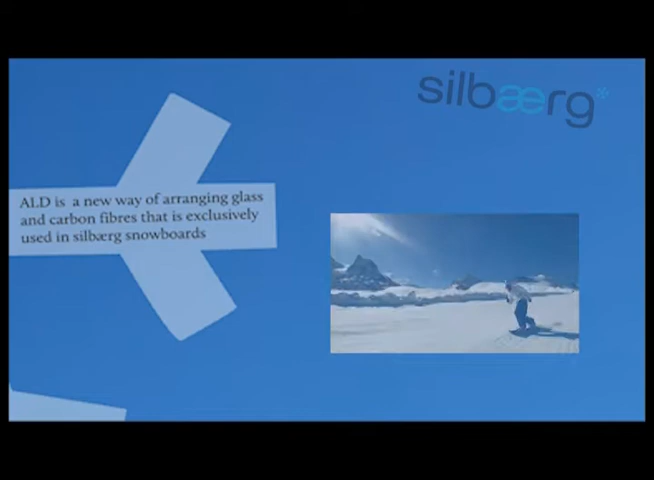 silbærg*
ALD is a new way of arranging glass
and carbon fibres that is exclusively
used in silbærg snowboards